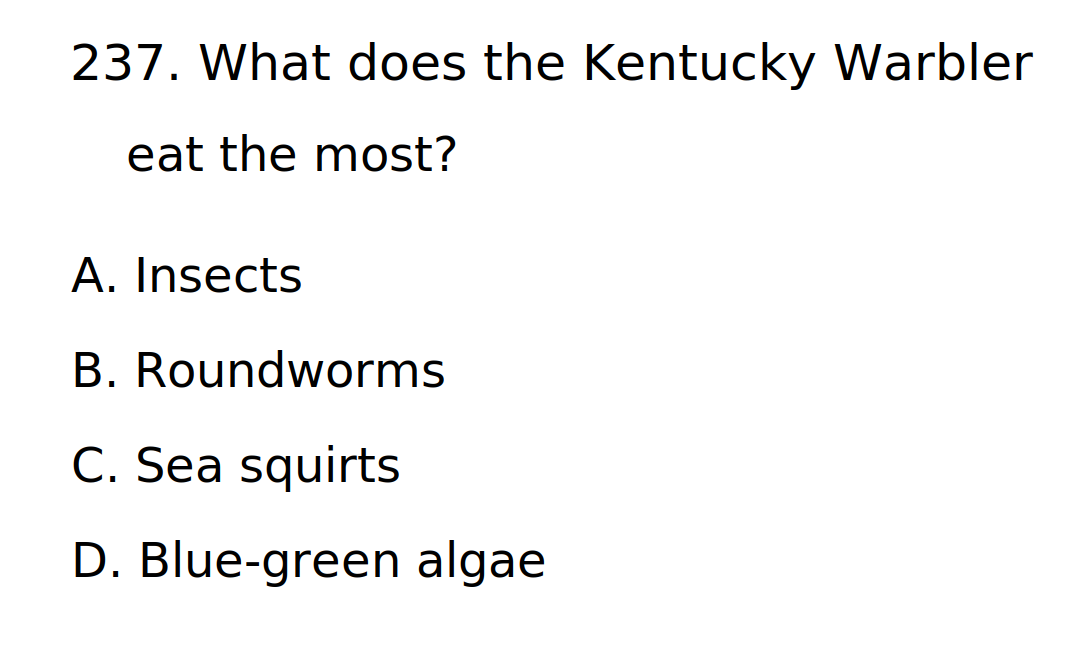 237. What does the Kentucky Warbler
eat the most?
A. Insects
B. Roundworms
C. Sea squirts
D. Blue-green algae